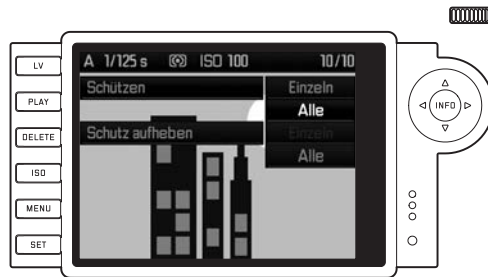 LV
PLAY
DELETE
ISO
MENU
SET
A 1/125 s ISO 100 10/10
Schützen Einzeln
Alle
Schutz aufheben Einzeln
Alle
INFO